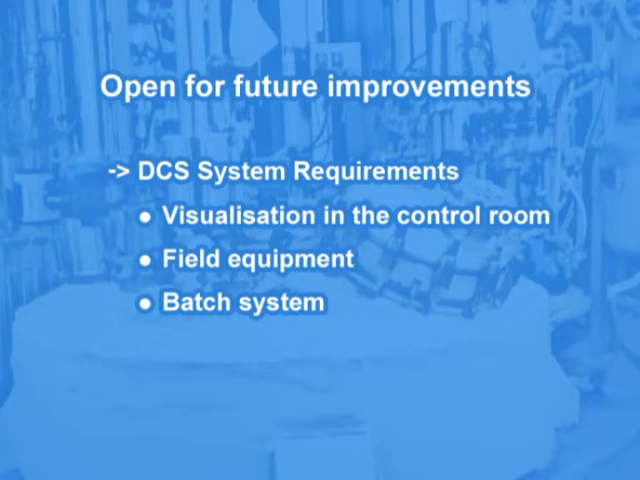 Open for future improvements
-> DCS System Requirements
● Visualisation in the control room
● Field equipment
● Batch system